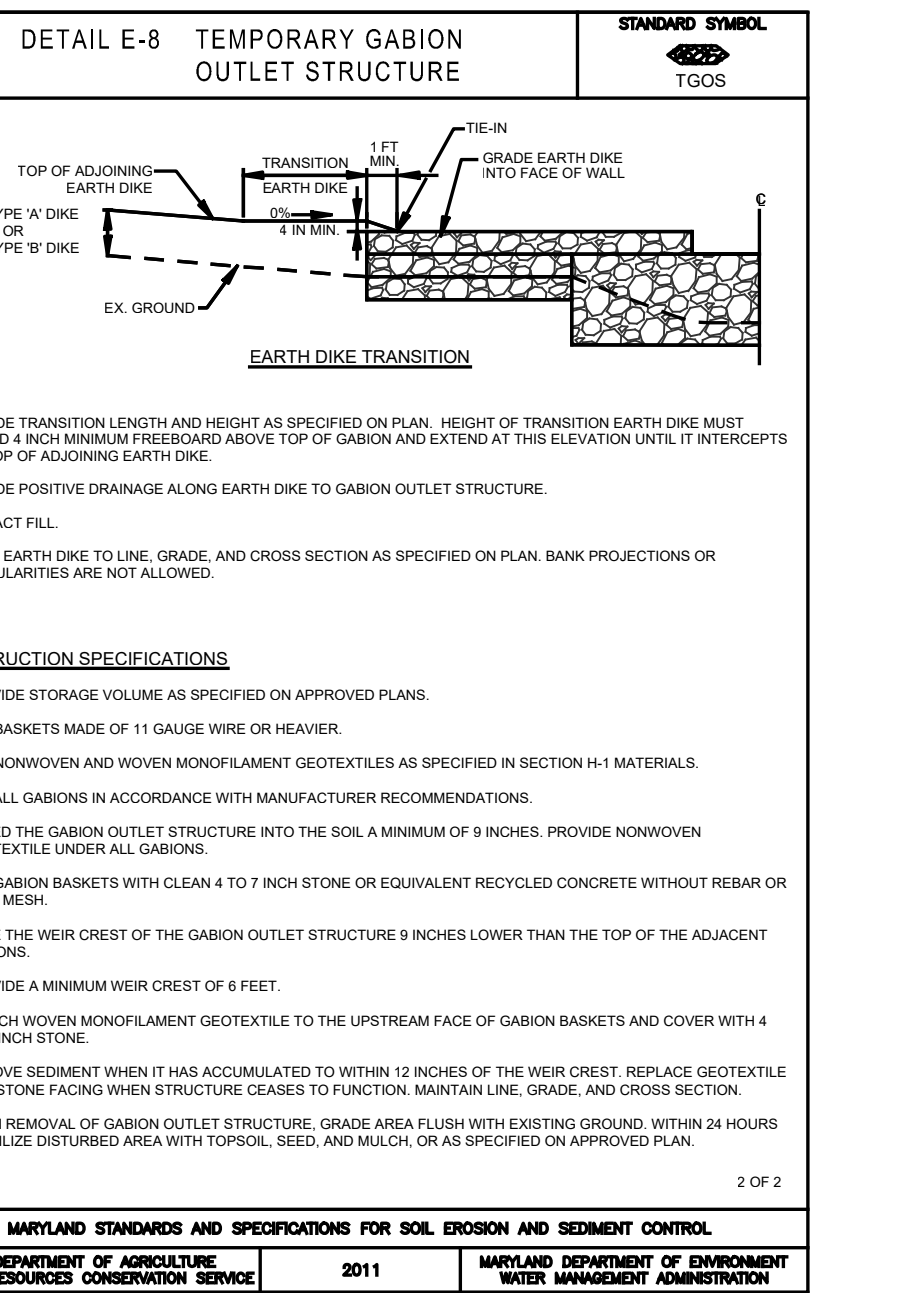 DETAIL E-8 TEMPORARY GABION
OUTLET STRUCTURE
STANDARD SYMBOL
TGOS
TIE-IN
1 FT
MIN.
TRANSITION
EARTH DIKE
GRADE EARTH DIKE
INTO FACE OF WALL
TOP OF ADJOINING
EARTH DIKE
YPE 'A' DIKE
OR
YPE 'B' DIKE
0%
4 IN MIN.
℄
EX. GROUND
EARTH DIKE TRANSITION
DE TRANSITION LENGTH AND HEIGHT AS SPECIFIED ON PLAN. HEIGHT OF TRANSITION EARTH DIKE MUST
D 4 INCH MINIMUM FREEBOARD ABOVE TOP OF GABION AND EXTEND AT THIS ELEVATION UNTIL IT INTERCEPTS
OP OF ADJOINING EARTH DIKE.
DE POSITIVE DRAINAGE ALONG EARTH DIKE TO GABION OUTLET STRUCTURE.
ACT FILL.
EARTH DIKE TO LINE, GRADE, AND CROSS SECTION AS SPECIFIED ON PLAN. BANK PROJECTIONS OR
ULARITIES ARE NOT ALLOWED.
RUCTION SPECIFICATIONS
VIDE STORAGE VOLUME AS SPECIFIED ON APPROVED PLANS.
BASKETS MADE OF 11 GAUGE WIRE OR HEAVIER.
NONWOVEN AND WOVEN MONOFILAMENT GEOTEXTILES AS SPECIFIED IN SECTION H-1 MATERIALS.
ALL GABIONS IN ACCORDANCE WITH MANUFACTURER RECOMMENDATIONS.
ED THE GABION OUTLET STRUCTURE INTO THE SOIL A MINIMUM OF 9 INCHES. PROVIDE NONWOVEN
TEXTILE UNDER ALL GABIONS.
GABION BASKETS WITH CLEAN 4 TO 7 INCH STONE OR EQUIVALENT RECYCLED CONCRETE WITHOUT REBAR OR
MESH.
E THE WEIR CREST OF THE GABION OUTLET STRUCTURE 9 INCHES LOWER THAN THE TOP OF THE ADJACENT
ONS.
VIDE A MINIMUM WEIR CREST OF 6 FEET.
CH WOVEN MONOFILAMENT GEOTEXTILE TO THE UPSTREAM FACE OF GABION BASKETS AND COVER WITH 4
INCH STONE.
OVE SEDIMENT WHEN IT HAS ACCUMULATED TO WITHIN 12 INCHES OF THE WEIR CREST. REPLACE GEOTEXTILE
STONE FACING WHEN STRUCTURE CEASES TO FUNCTION. MAINTAIN LINE, GRADE, AND CROSS SECTION.
N REMOVAL OF GABION OUTLET STRUCTURE, GRADE AREA FLUSH WITH EXISTING GROUND. WITHIN 24 HOURS
ILIZE DISTURBED AREA WITH TOPSOIL, SEED, AND MULCH, OR AS SPECIFIED ON APPROVED PLAN.
2 OF 2
MARYLAND STANDARDS AND SPECIFICATIONS FOR SOIL EROSION AND SEDIMENT CONTROL
DEPARTMENT OF AGRICULTURE
ESOURCES CONSERVATION SERVICE
2011
MARYLAND DEPARTMENT OF ENVIRONMENT
WATER MANAGEMENT ADMINISTRATION